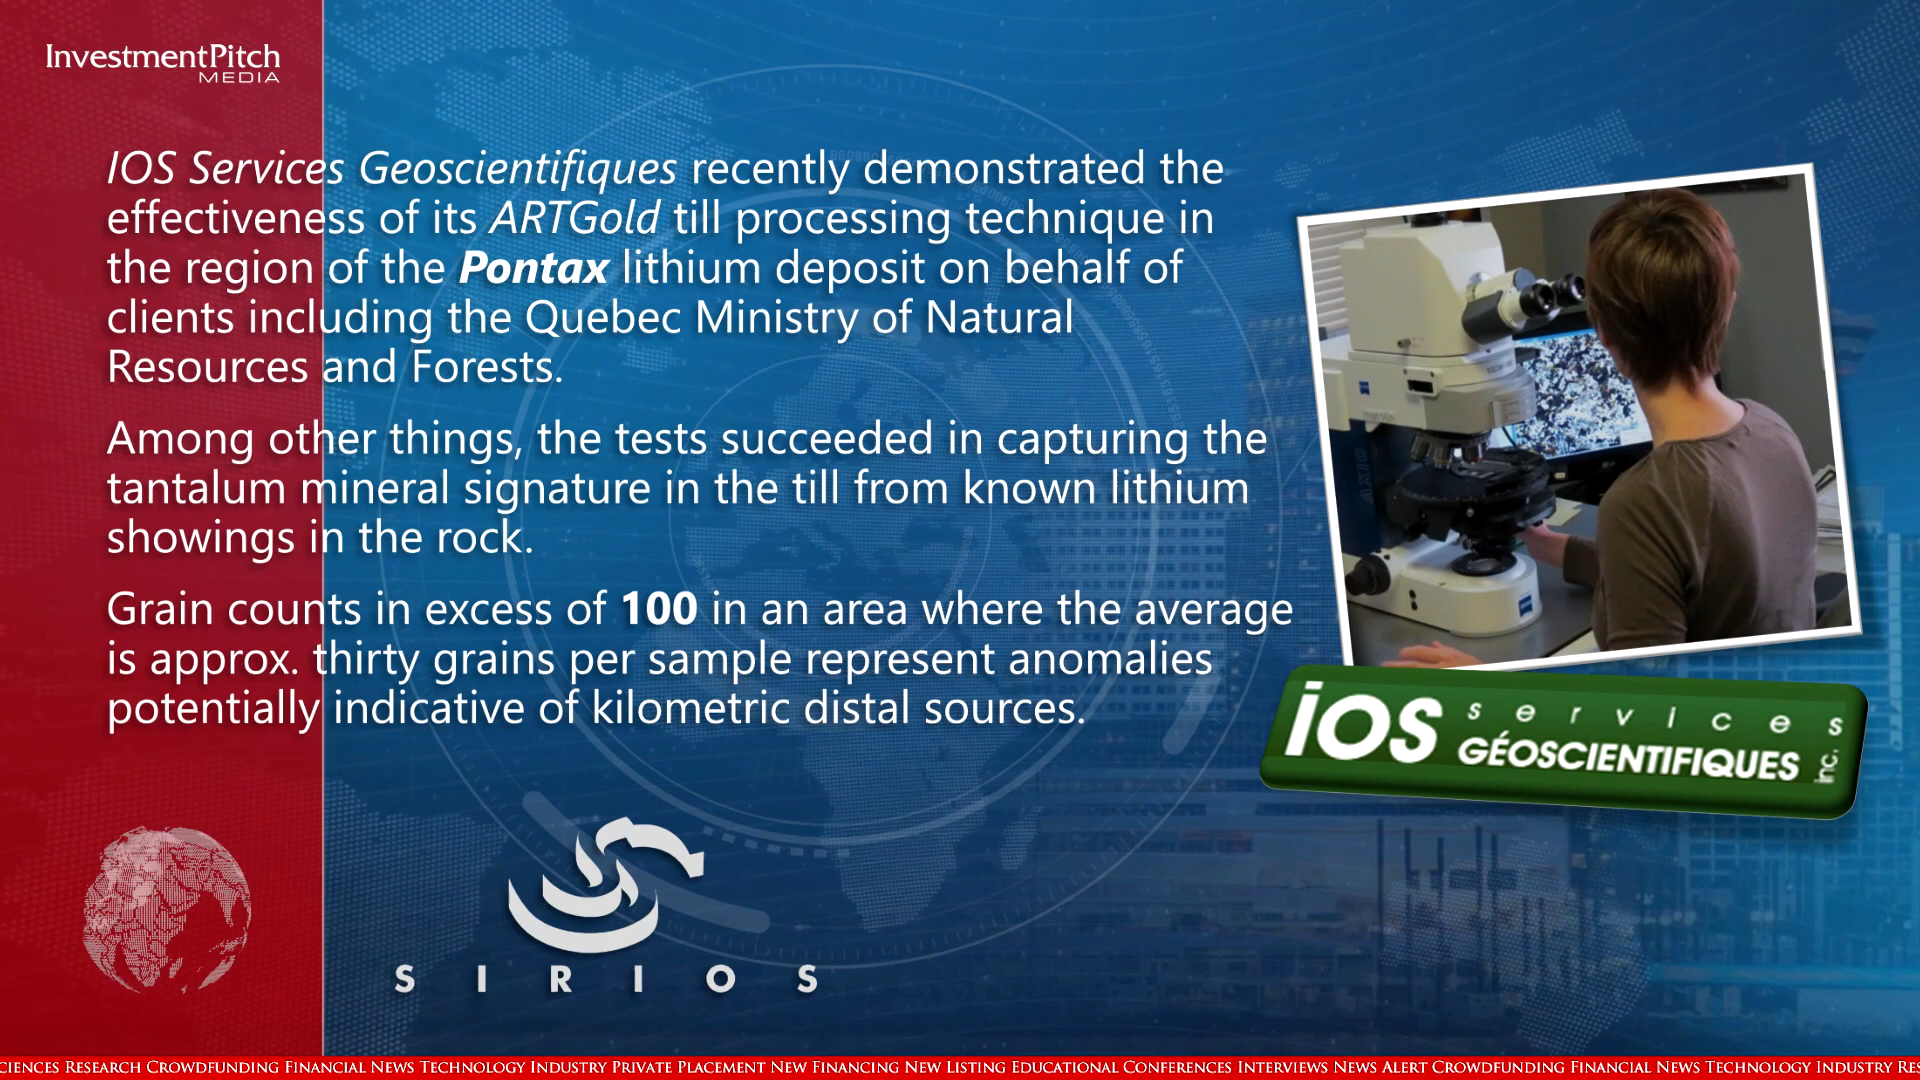 InvestmentPitch
MEDIA
IOS Services Geoscientifiques recently demonstrated the
effectiveness of its ARTGold till processing technique in
the region of the Pontax lithium deposit on behalf of
clients including the Quebec Ministry of Natural
Resources and Forests.
Among other things, the tests succeeded in capturing the
tantalum mineral signature in the till from known lithium
showings in the rock.
Grain counts in excess of 100 in an area where the average
is approx. thirty grains per sample represent anomalies
potentially indicative of kilometric distal sources.
iOS services
GÉOSCIENTIFIQUES inc.
SIRIOS
CIENCES RESEARCH CROWDFUNDING FINANCIAL NEWS TECHNOLOGY INDUSTRY PRIVATE PLACEMENT NEW FINANCING NEW LISTING EDUCATIONAL CONFERENCES INTERVIEWS NEWS ALERT CROWDFUNDING FINANCIAL NEWS TECHNOLOGY INDUSTRY RES